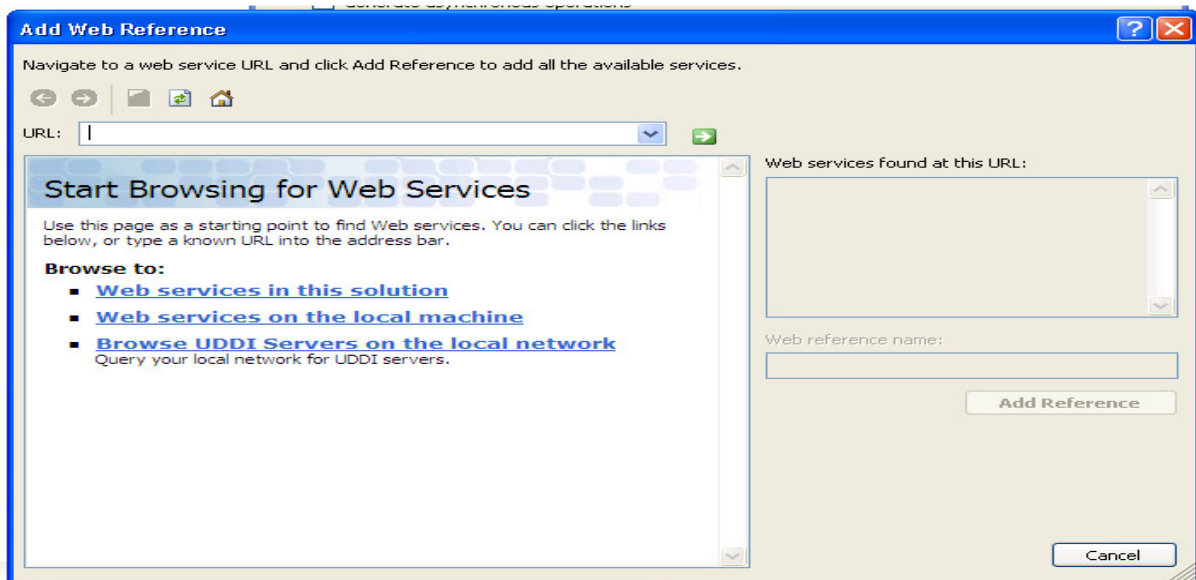 Generate asynchronous operations
Add Web Reference
Navigate to a web service URL and click Add Reference to add all the available services.
URL:
Start Browsing for Web Services
Use this page as a starting point to find Web services. You can click the links
below, or type a known URL into the address bar.
Browse to:
Web services in this solution
Web services on the local machine
Browse UDDI Servers on the local network
Query your local network for UDDI servers.
Web services found at this URL:
Web reference name:
Add Reference
Cancel